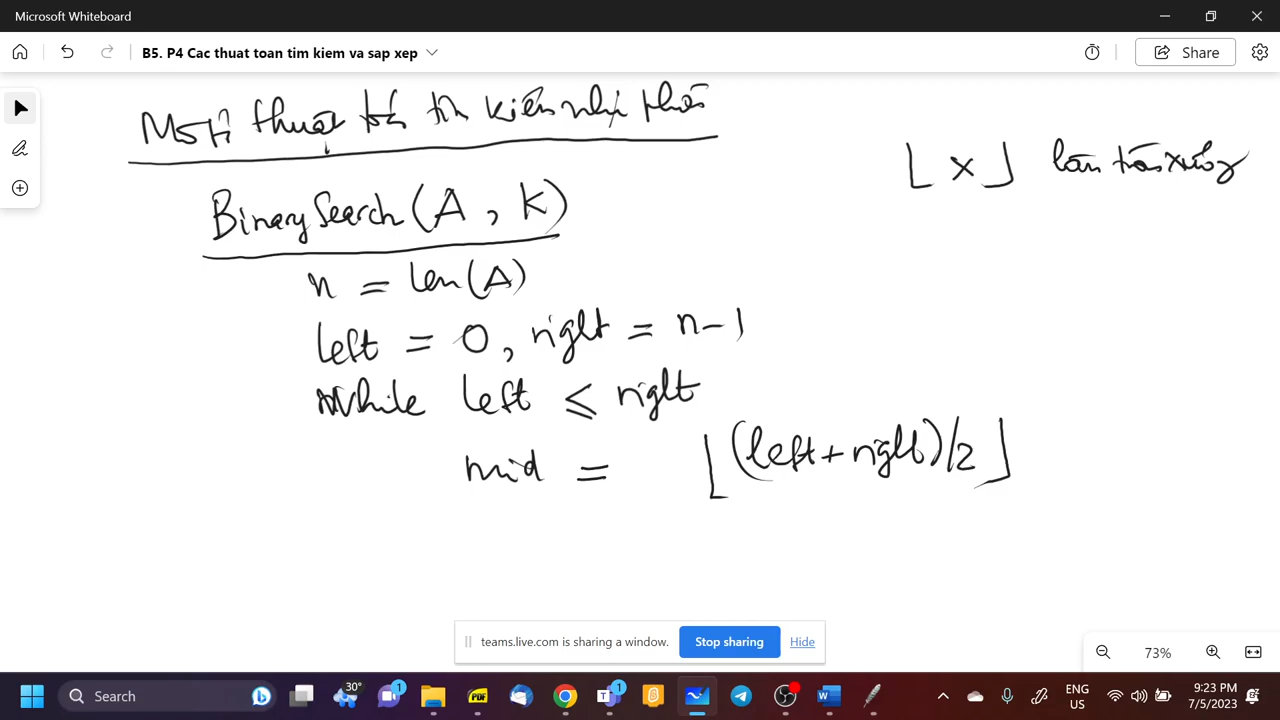 Microsoft Whiteboard
B5. P4 Cac thuat toan tim kiem va sap xep
Share
Mô tả thuật toán tìm kiếm nhị phân
⌊ x ⌋ làm tròn xuống
BinarySearch(A, K)
n = len(A)
left = 0, right = n-1
While left ≤ right
mid = ⌊(left + right)/2⌋
teams.live.com is sharing a window.
Stop sharing
Hide
73%
Search
30°
1
1
ENG
US
9:23 PM
7/5/2023